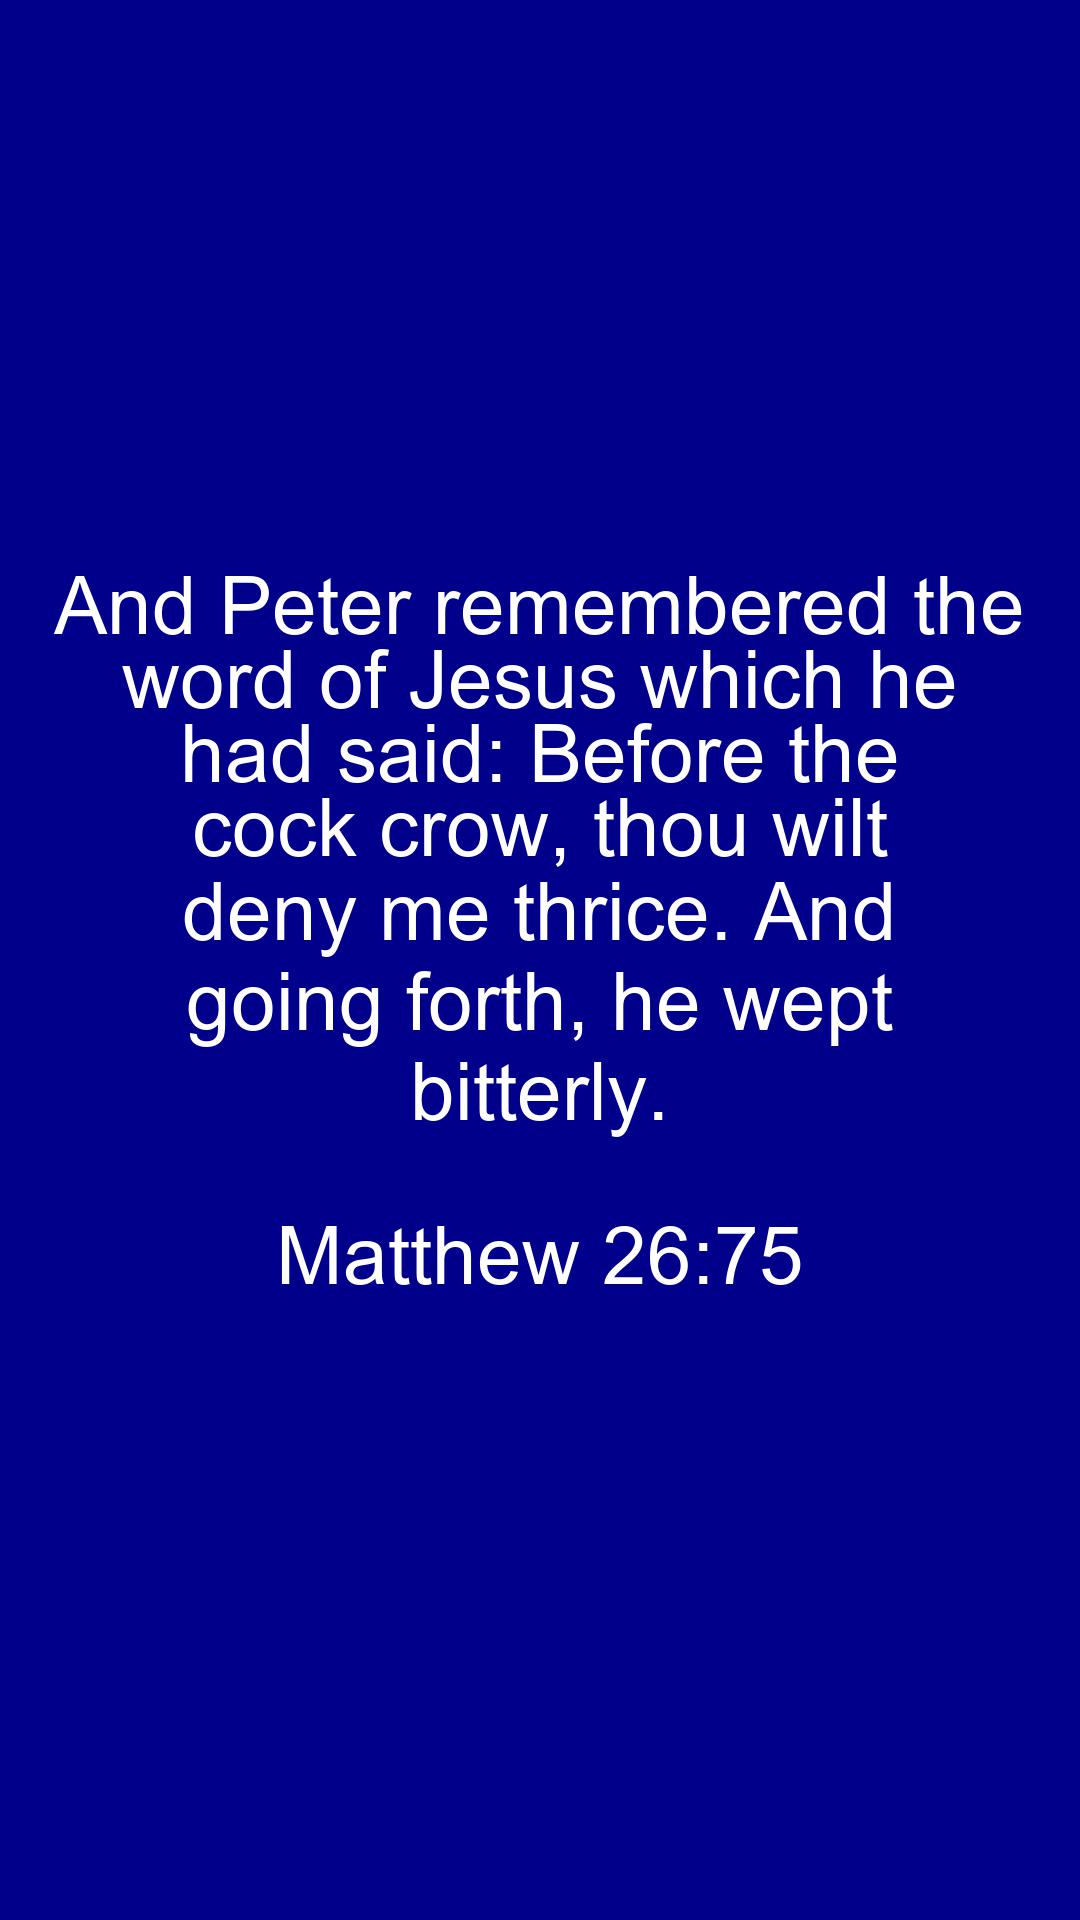 And Peter remembered the
word of Jesus which he
had said: Before the
cock crow, thou wilt
deny me thrice. And
going forth, he wept
bitterly.
Matthew 26:75